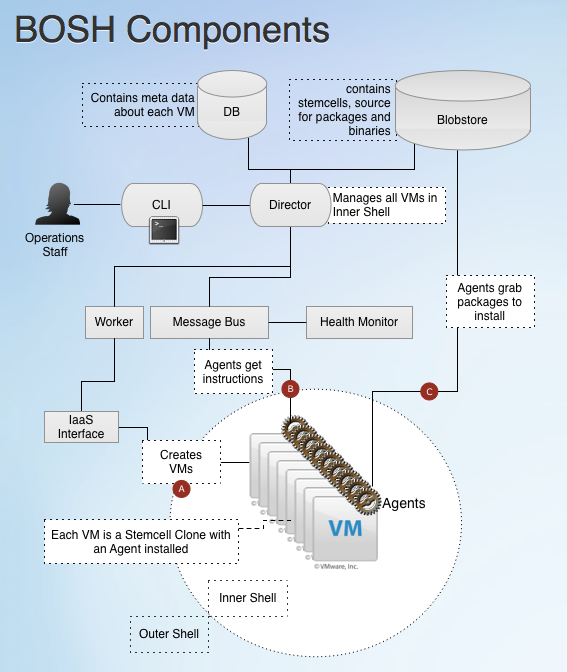 BOSH Components
Contains meta data
about each VM
DB
contains
stemcells, source
for packages and
binaries
Blobstore
Operations
Staff
CLI
>_
Director
Manages all VMs in
Inner Shell
Agents grab
packages to
install
Worker
Message Bus
Health Monitor
Agents get
instructions
B
C
IaaS
Interface
Creates
VMs
A
Agents
VM
Each VM is a Stemcell Clone with
an Agent installed
© VMware, Inc.
Inner Shell
Outer Shell